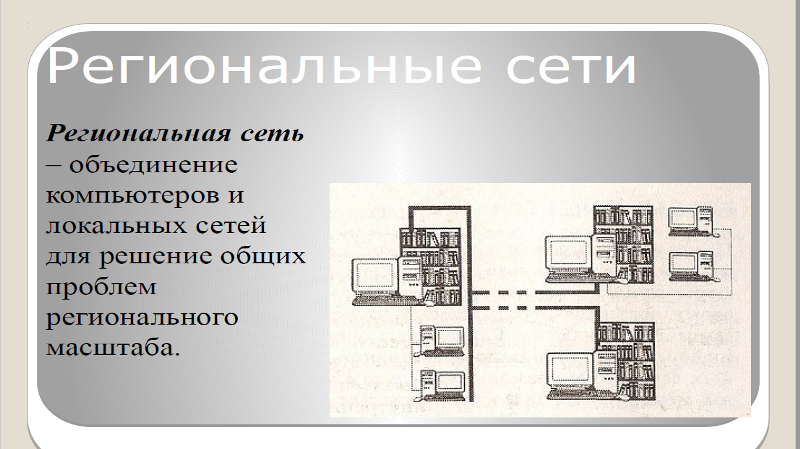 Региональные сети
Региональная сеть
– объединение
компьютеров и
локальных сетей
для решение общих
проблем
регионального
масштаба.